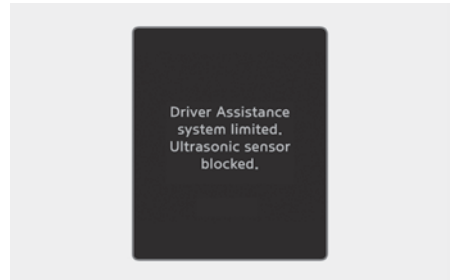 Driver Assistance
system limited.
Ultrasonic sensor
blocked.